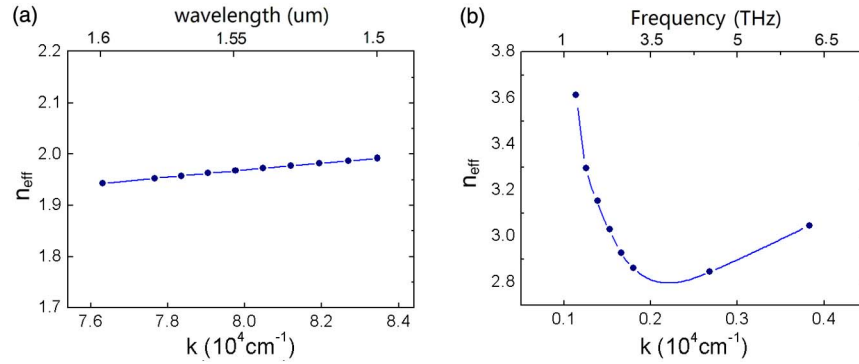 (a)
wavelength (um)
1.6 1.55 1.5
2.2
2.1
2.0
1.9
1.8
1.7
n_eff
7.6 7.8 8.0 8.2 8.4
k (10⁴cm⁻¹)
(b)
Frequency (THz)
1 3.5 5 6.5
3.8
3.6
3.4
3.2
3.0
2.8
n_eff
0.1 0.2 0.3 0.4
k (10⁴cm⁻¹)